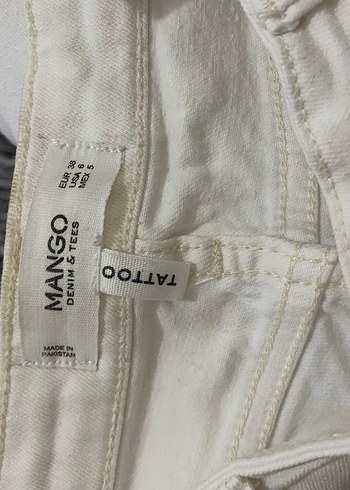 EUR 38
USA 6
MEX 5
MANGO
DENIM & TEES
MADE IN
PAKISTAN
TATTOO